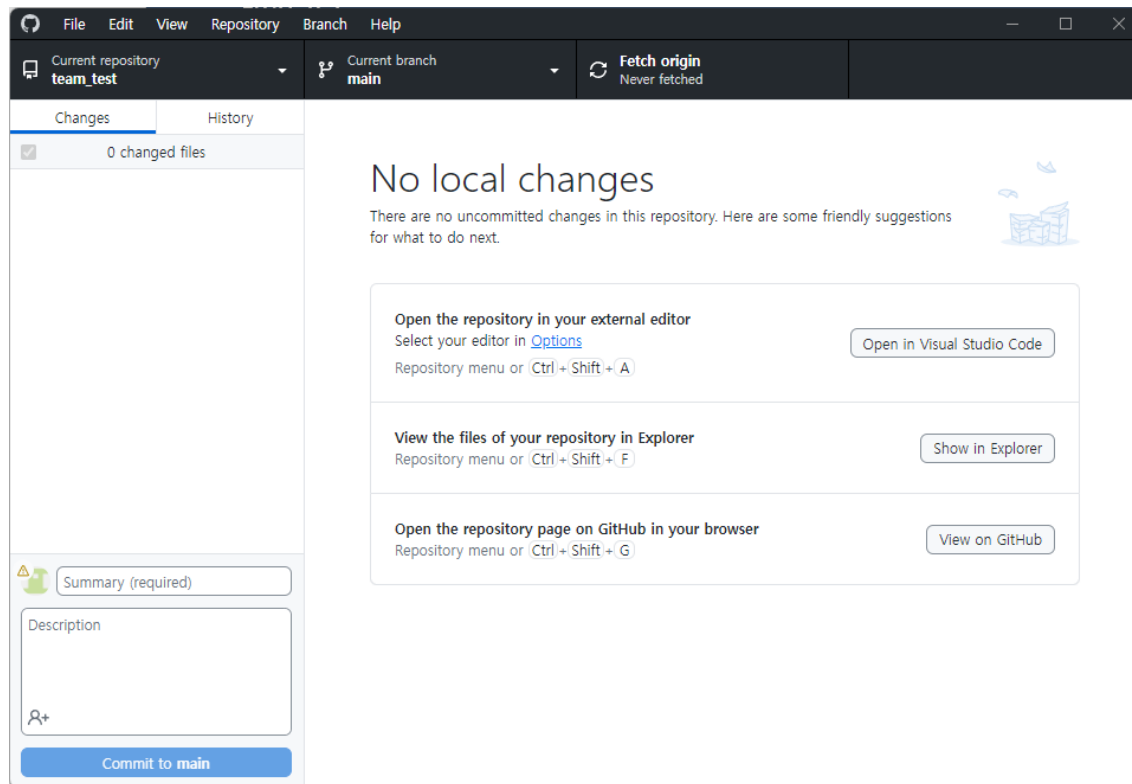 File Edit View Repository Branch Help
Current repository
team_test
Current branch
main
Fetch origin
Never fetched
Changes History
0 changed files
No local changes
There are no uncommitted changes in this repository. Here are some friendly suggestions
for what to do next.
Open the repository in your external editor
Select your editor in Options
Repository menu or Ctrl + Shift + A
Open in Visual Studio Code
View the files of your repository in Explorer
Repository menu or Ctrl + Shift + F
Show in Explorer
Open the repository page on GitHub in your browser
Repository menu or Ctrl + Shift + G
View on GitHub
Summary (required)
Description
Commit to main